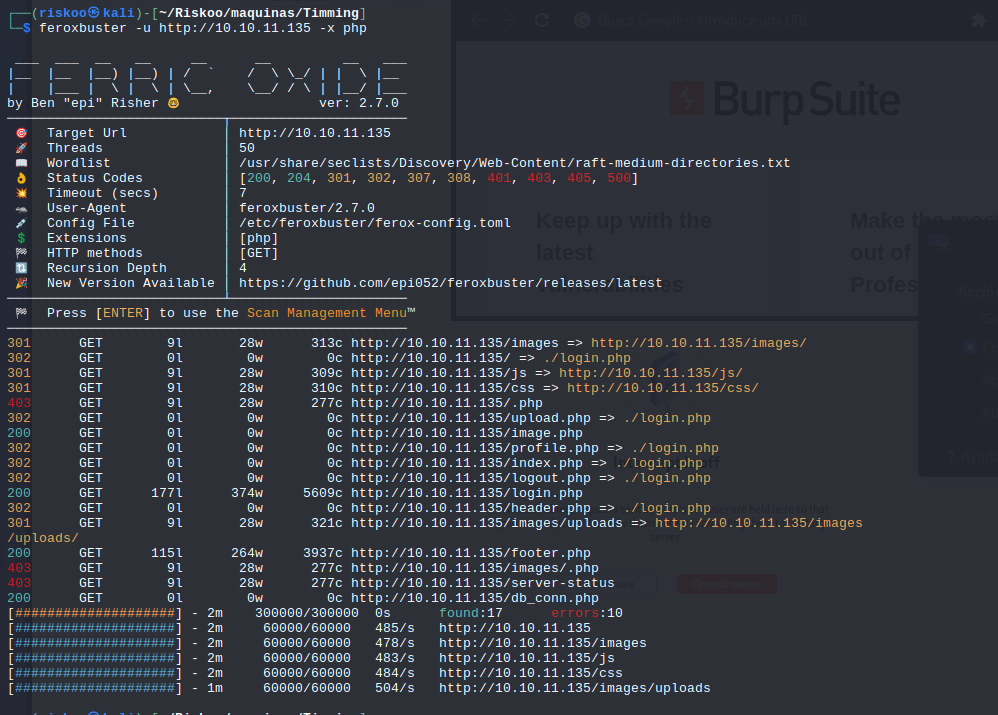 ┌──(riskoo㉿kali)-[~/Riskoo/maquinas/Timming]
└─$ feroxbuster -u http://10.10.11.135 -x php
FERRIC OXIDE
by Ben "epi" Risher 🤓 ver: 2.7.0
🎯 Target Url │ http://10.10.11.135
🚀 Threads │ 50
📖 Wordlist │ /usr/share/seclists/Discovery/Web-Content/raft-medium-directories.txt
👌 Status Codes │ [200, 204, 301, 302, 307, 308, 401, 403, 405, 500]
💥 Timeout (secs) │ 7
🦡 User-Agent │ feroxbuster/2.7.0
💉 Config File │ /etc/feroxbuster/ferox-config.toml
💲 Extensions │ [php]
🏁 HTTP methods │ [GET]
🔃 Recursion Depth │ 4
🎉 New Version Available │ https://github.com/epi052/feroxbuster/releases/latest
🏁 Press [ENTER] to use the Scan Management Menu™
301 GET 9l 28w 313c http://10.10.11.135/images => http://10.10.11.135/images/
302 GET 0l 0w 0c http://10.10.11.135/ => ./login.php
301 GET 9l 28w 309c http://10.10.11.135/js => http://10.10.11.135/js/
301 GET 9l 28w 310c http://10.10.11.135/css => http://10.10.11.135/css/
403 GET 9l 28w 277c http://10.10.11.135/.php
302 GET 0l 0w 0c http://10.10.11.135/upload.php => ./login.php
200 GET 0l 0w 0c http://10.10.11.135/image.php
302 GET 0l 0w 0c http://10.10.11.135/profile.php => ./login.php
302 GET 0l 0w 0c http://10.10.11.135/index.php => ./login.php
302 GET 0l 0w 0c http://10.10.11.135/logout.php => ./login.php
200 GET 177l 374w 5609c http://10.10.11.135/login.php
302 GET 0l 0w 0c http://10.10.11.135/header.php => ./login.php
301 GET 9l 28w 321c http://10.10.11.135/images/uploads => http://10.10.11.135/images
/uploads/
200 GET 115l 264w 3937c http://10.10.11.135/footer.php
403 GET 9l 28w 277c http://10.10.11.135/images/.php
403 GET 9l 28w 277c http://10.10.11.135/server-status
200 GET 0l 0w 0c http://10.10.11.135/db_conn.php
[####################] - 2m 300000/300000 0s found:17 errors:10
[####################] - 2m 60000/60000 485/s http://10.10.11.135
[####################] - 2m 60000/60000 478/s http://10.10.11.135/images
[####################] - 2m 60000/60000 483/s http://10.10.11.135/js
[####################] - 2m 60000/60000 484/s http://10.10.11.135/css
[####################] - 1m 60000/60000 504/s http://10.10.11.135/images/uploads
Busca Google o introduce una URL
Burp Suite
Keep up with the
latest
vulnerabilities
Make the most
out of
Profes